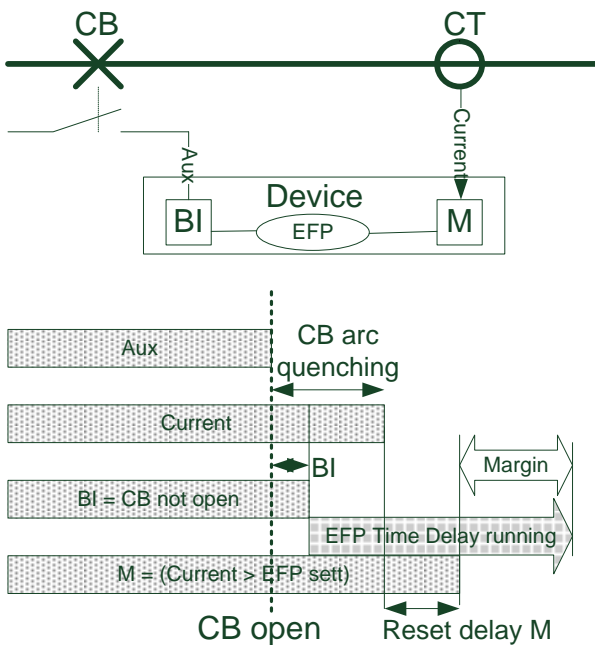 CB
CT
Aux
Current
Device
BI
EFP
M
Aux
CB arc
quenching
Current
BI
Margin
BI = CB not open
EFP Time Delay running
M = (Current > EFP sett)
CB open
Reset delay M